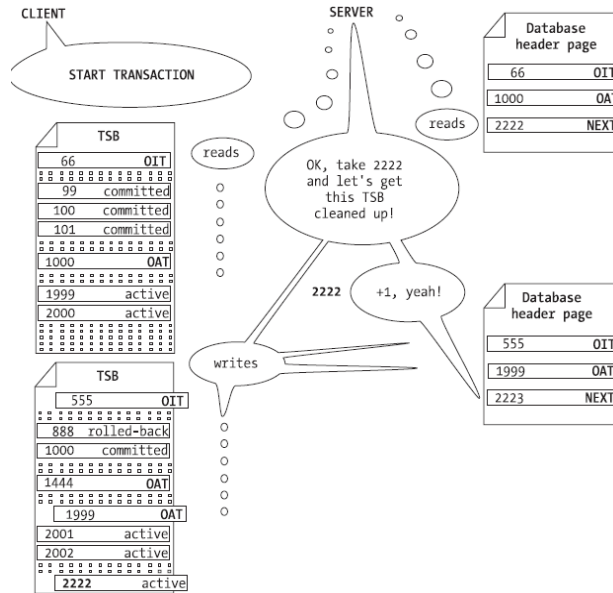 CLIENT
START TRANSACTION
SERVER
Database
header page
66 OIT
1000 OAT
2222 NEXT
reads
reads
OK, take 2222
and let's get
this TSB
cleaned up!
TSB
66 OIT
99 committed
100 committed
101 committed
1000 OAT
1999 active
2000 active
2222
+1, yeah!
Database
header page
555 OIT
1999 OAT
2223 NEXT
writes
TSB
555 OIT
888 rolled-back
1000 committed
1444 OAT
1999 OAT
2001 active
2002 active
2222 active